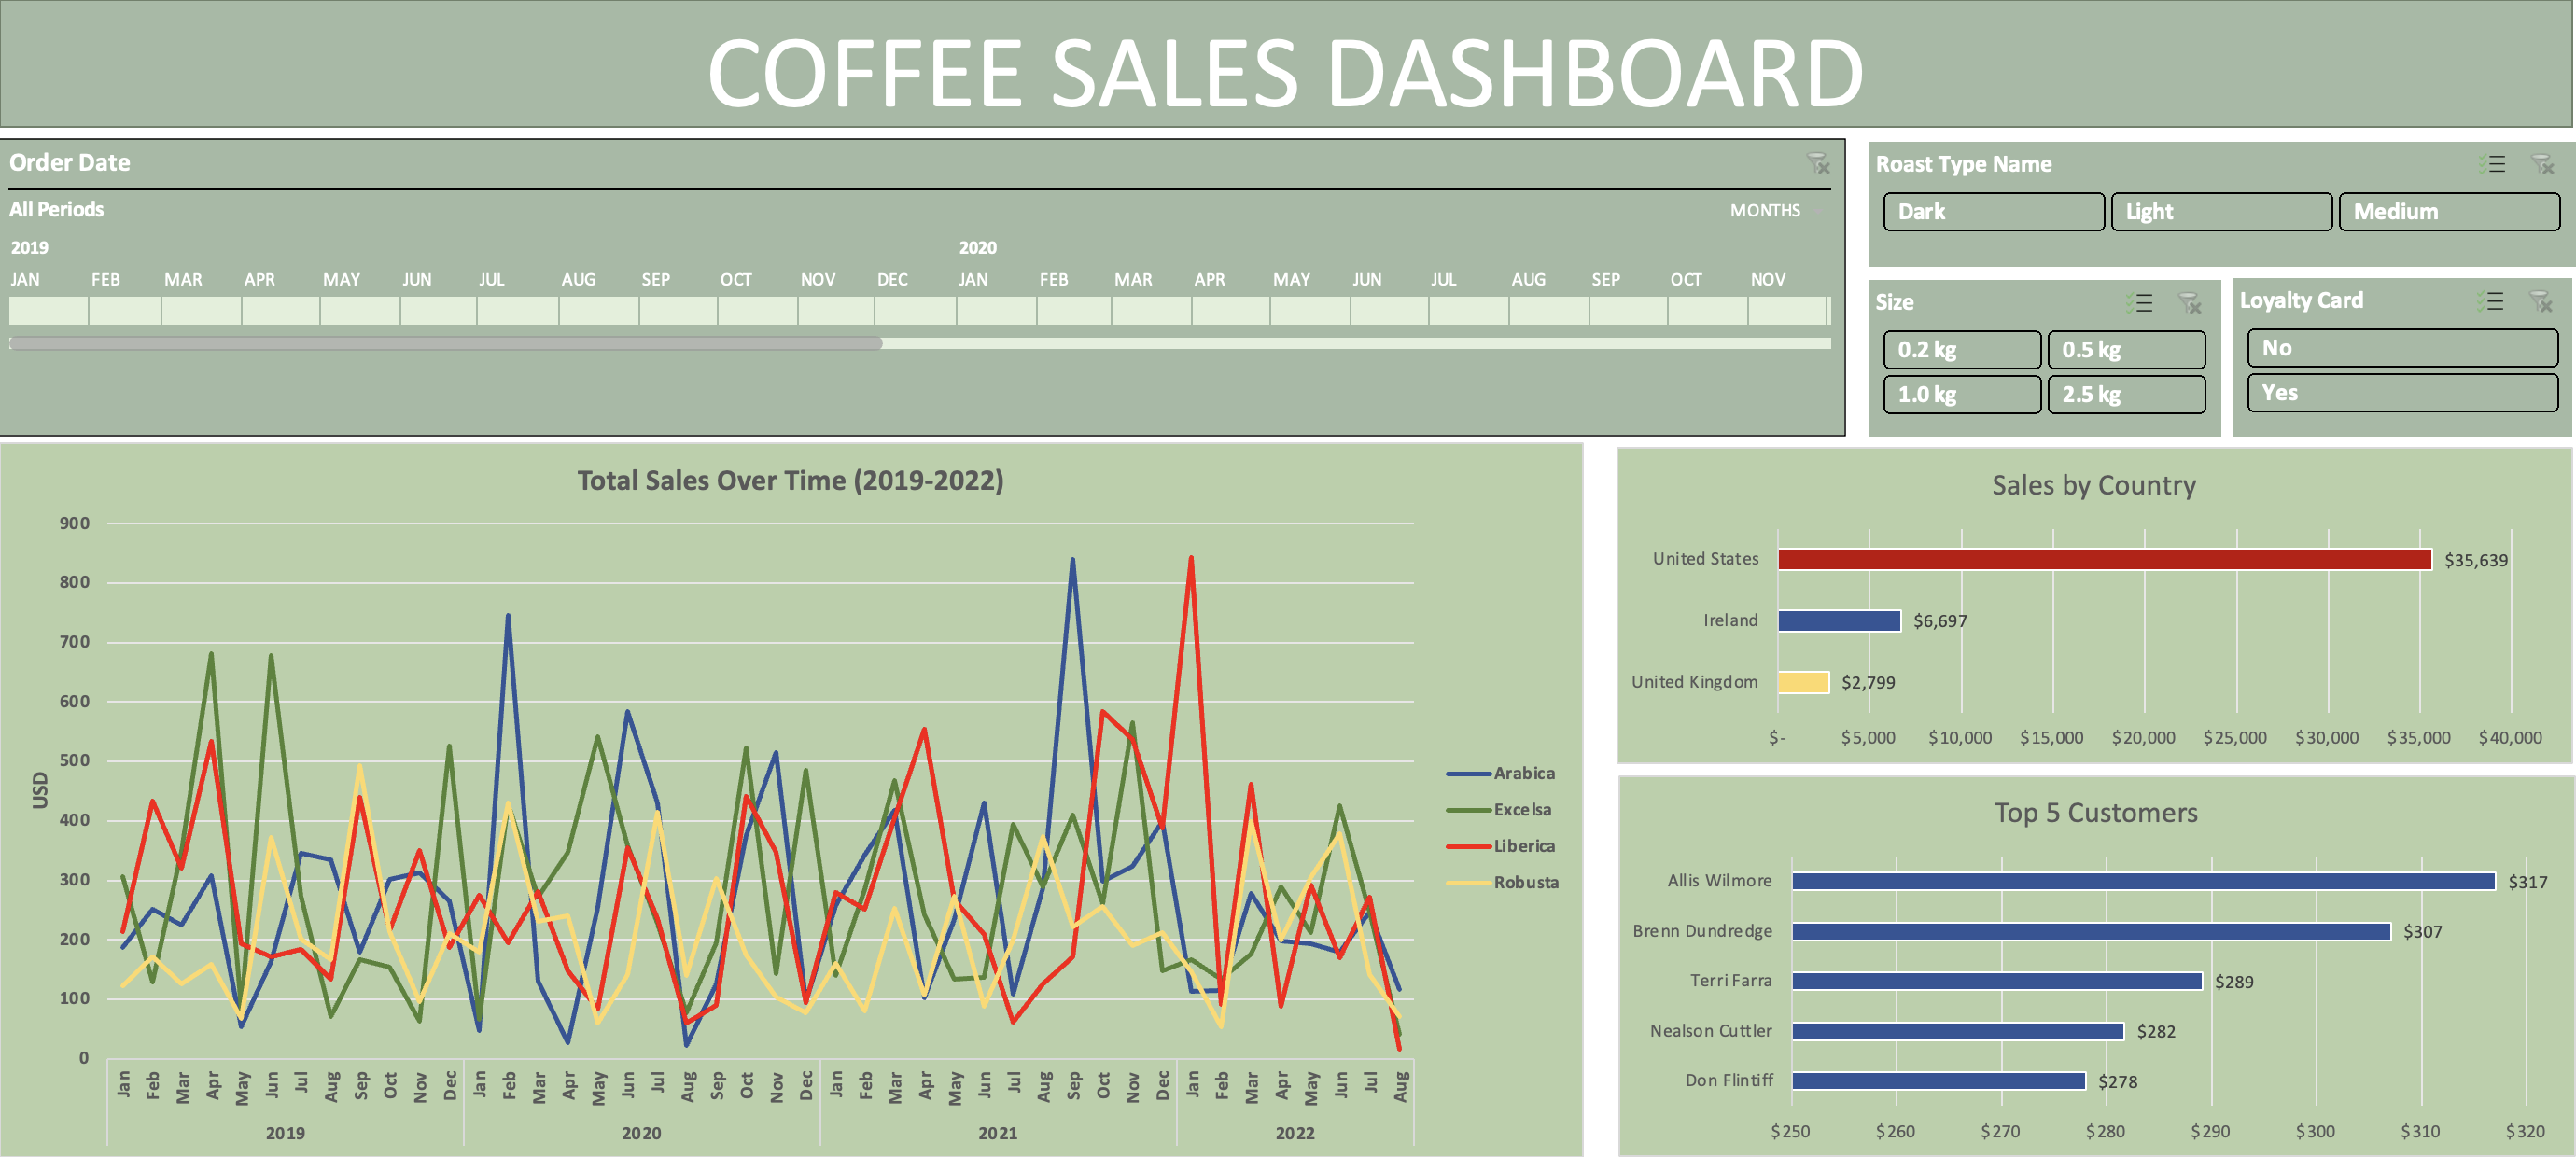 COFFEE SALES DASHBOARD
Order Date
All Periods
MONTHS
2019 2020
JAN FEB MAR APR MAY JUN JUL AUG SEP OCT NOV DEC JAN FEB MAR APR MAY JUN JUL AUG SEP OCT NOV
Roast Type Name
Dark Light Medium
Size
0.2 kg 0.5 kg
1.0 kg 2.5 kg
Loyalty Card
No
Yes
Total Sales Over Time (2019-2022)
900
800
700
600
500
400
300
200
100
0
USD
Jan Feb Mar Apr May Jun Jul Aug Sep Oct Nov Dec Jan Feb Mar Apr May Jun Jul Aug Sep Oct Nov Dec Jan Feb Mar Apr May Jun Jul Aug Sep Oct Nov Dec Jan Feb Mar Apr May Jun Jul Aug
2019 2020 2021 2022
Arabica
Excelsa
Liberica
Robusta
Sales by Country
United States $35,639
Ireland $6,697
United Kingdom $2,799
$- $5,000 $10,000 $15,000 $20,000 $25,000 $30,000 $35,000 $40,000
Top 5 Customers
Allis Wilmore $317
Brenn Dundredge $307
Terri Farra $289
Nealson Cuttler $282
Don Flintiff $278
$250 $260 $270 $280 $290 $300 $310 $320